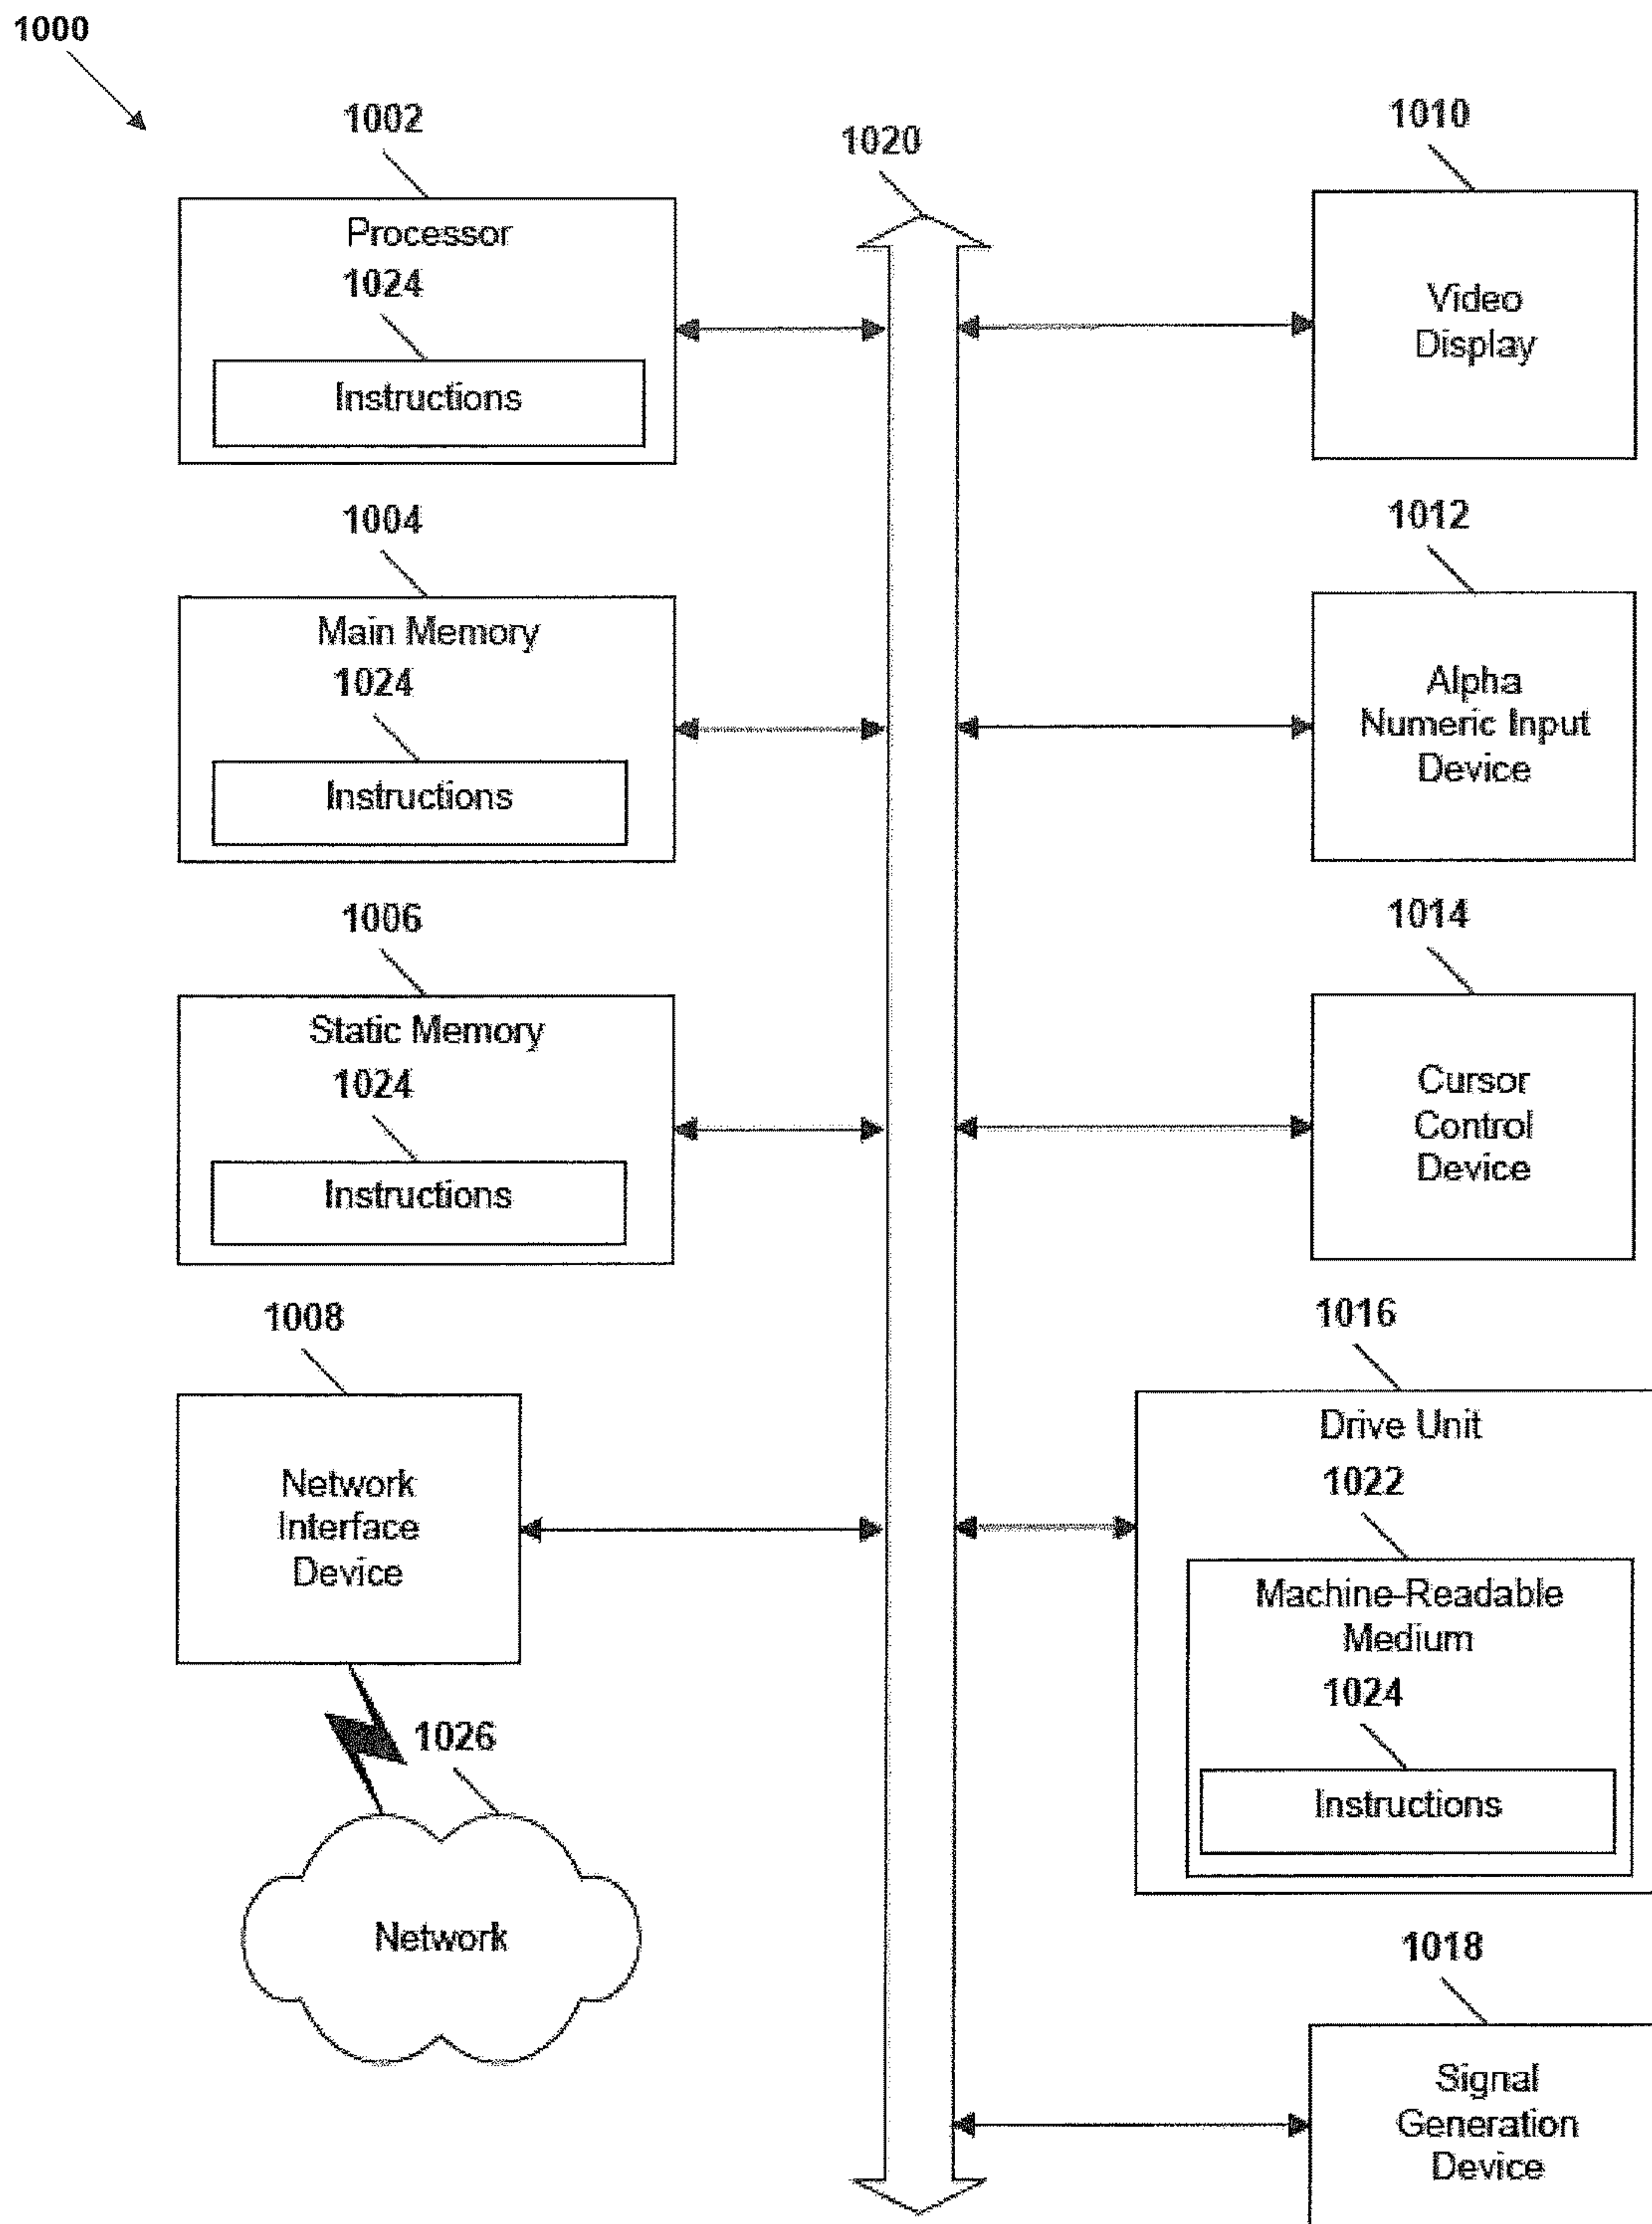 1000
1002
Processor
1024
Instructions
1004
Main Memory
1024
Instructions
1006
Static Memory
1024
Instructions
1008
Network
Interface
Device
1026
Network
1020
1010
Video
Display
1012
Alpha
Numeric Input
Device
1014
Cursor
Control
Device
1016
Drive Unit
1022
Machine-Readable
Medium
1024
Instructions
1018
Signal
Generation
Device